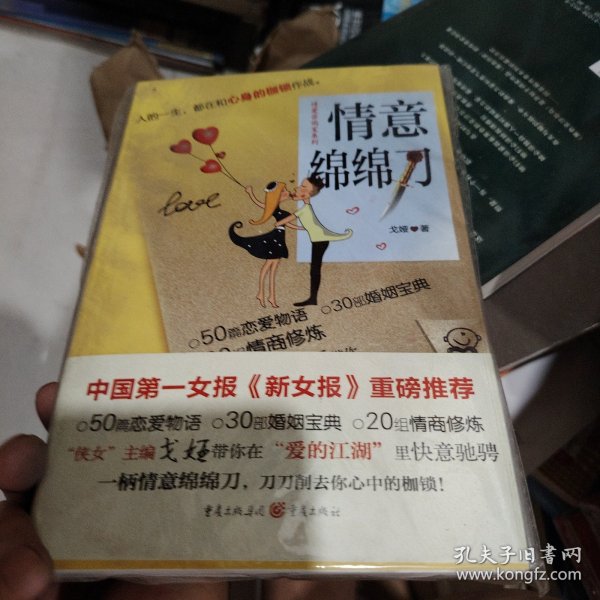 人的一生，都在和心身的枷锁作战。
情意
绵绵刀
戈娅❤著
love
○50篇恋爱物语 ○30部婚姻宝典
情商修炼
中国第一女报《新女报》重磅推荐
○50篇恋爱物语 ○30部婚姻宝典 ○20组情商修炼
“侠女”主编戈娅带你在“爱的江湖”里快意驰骋
一柄情意绵绵刀，刀刀削去你心中的枷锁！
重庆出版集团 重庆出版社
孔夫子旧书网
www.kongfz.com